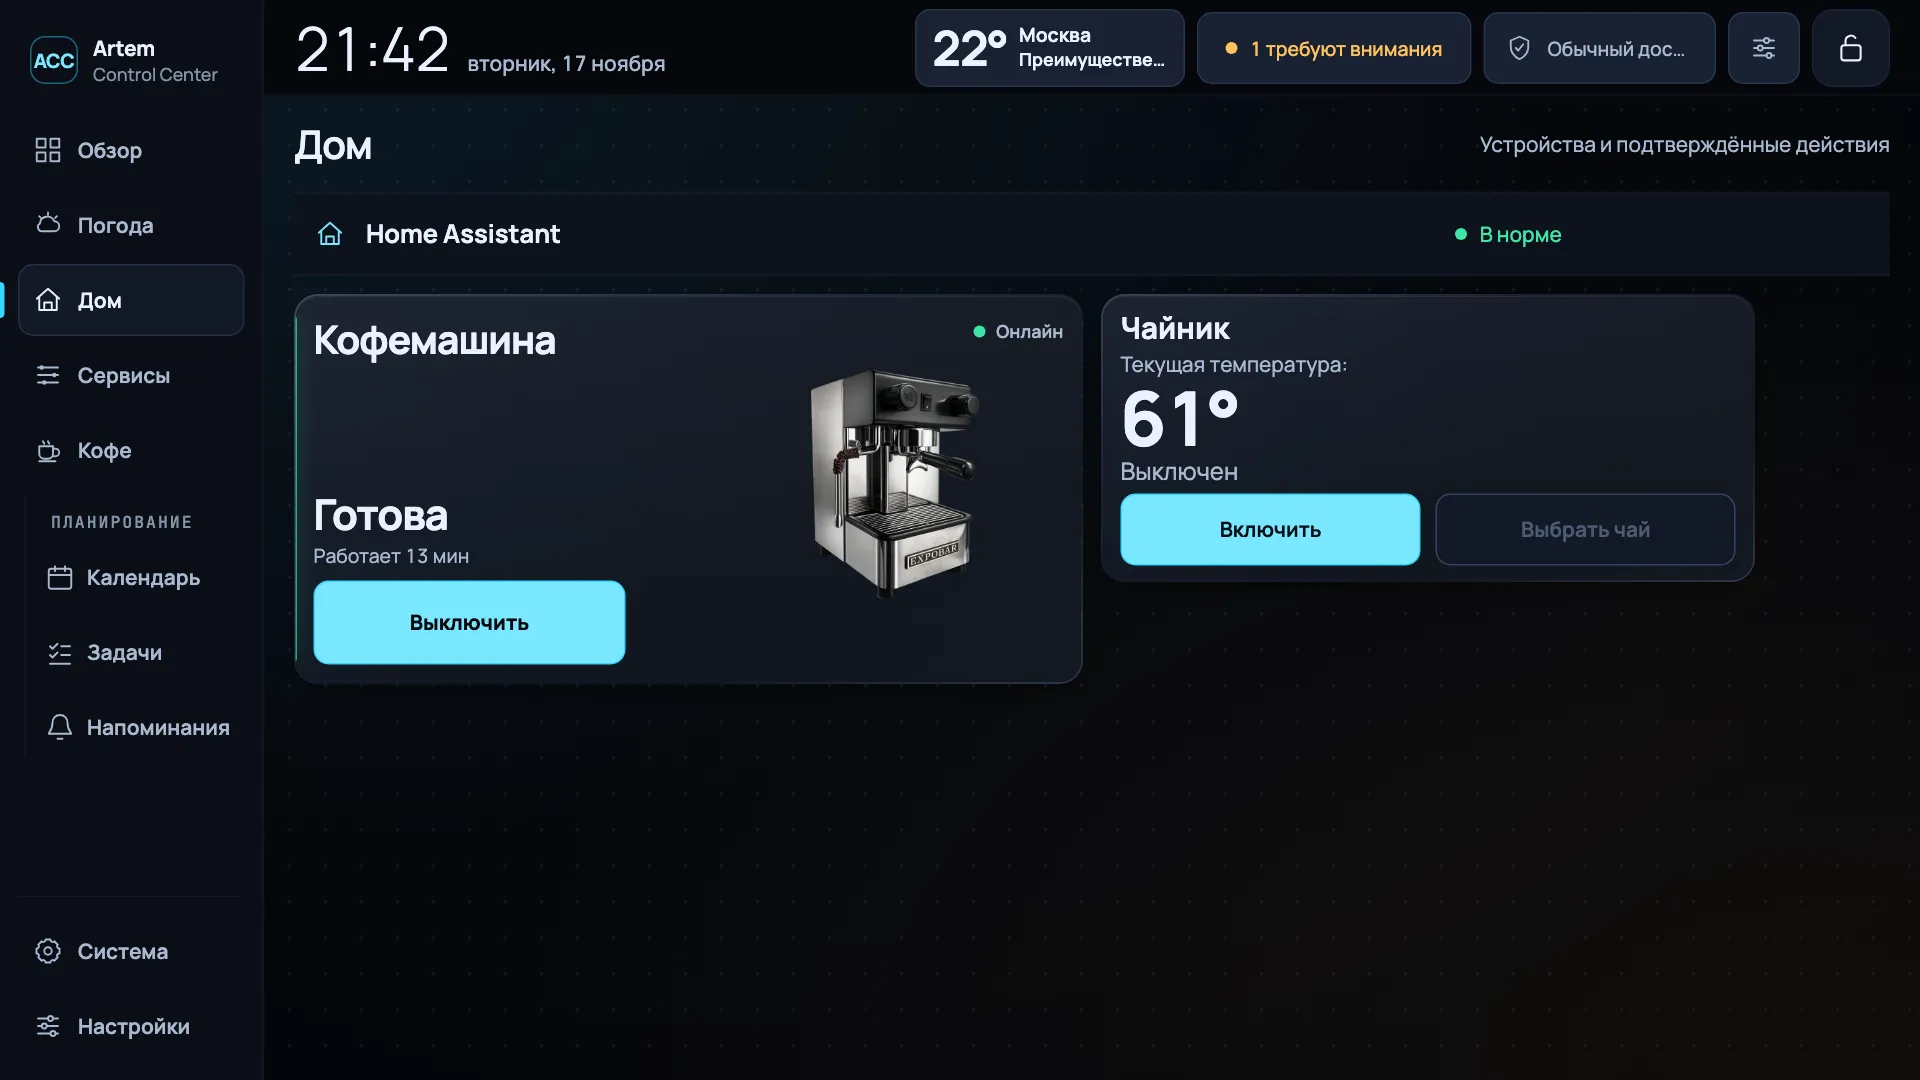 ACC
Artem
Control Center
Обзор
Погода
Дом
Сервисы
Кофе
ПЛАНИРОВАНИЕ
Календарь
Задачи
Напоминания
Система
Настройки
21:42
вторник, 17 ноября
22°
Москва
Преимуществе...
1 требуют внимания
Обычный дос...
Дом
Устройства и подтверждённые действия
Home Assistant
В норме
Кофемашина
Онлайн
EXPOBAR
Готова
Работает 13 мин
Выключить
Чайник
Текущая температура:
61°
Выключен
Включить
Выбрать чай